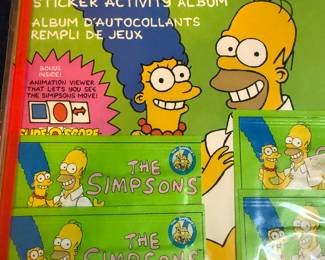 STICKER ACTIVITY ALBUM
ALBUM D'AUTOCOLLANTS
REMPLI DE JEUX
BONUS
INSIDE!
ANIMATION VIEWER
THAT LETS YOU SEE
THE SIMPSONS MOVE!
SLIDE-O-SCOPE
THE
SIMPSONS
THE
SIMPSONS